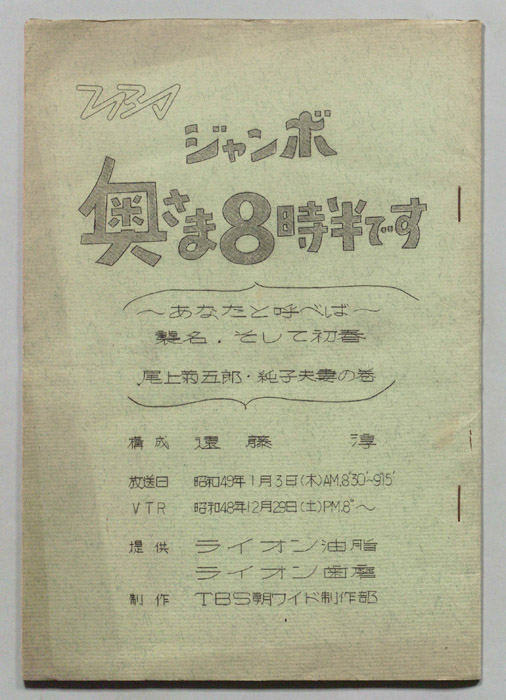 TBS
ジャンボ
奥さま8時半です
～あなたと呼べば～
襲名.そして初春
尾上菊五郎・純子夫妻の巻
構成 遠藤 淳
放送日 昭和49年1月3日(木)AM.8°30'~9°15'
VTR 昭和48年12月29日(土)PM.8°~
提供 ライオン油脂
ライオン歯磨
制作 TBS朝ワイド制作部